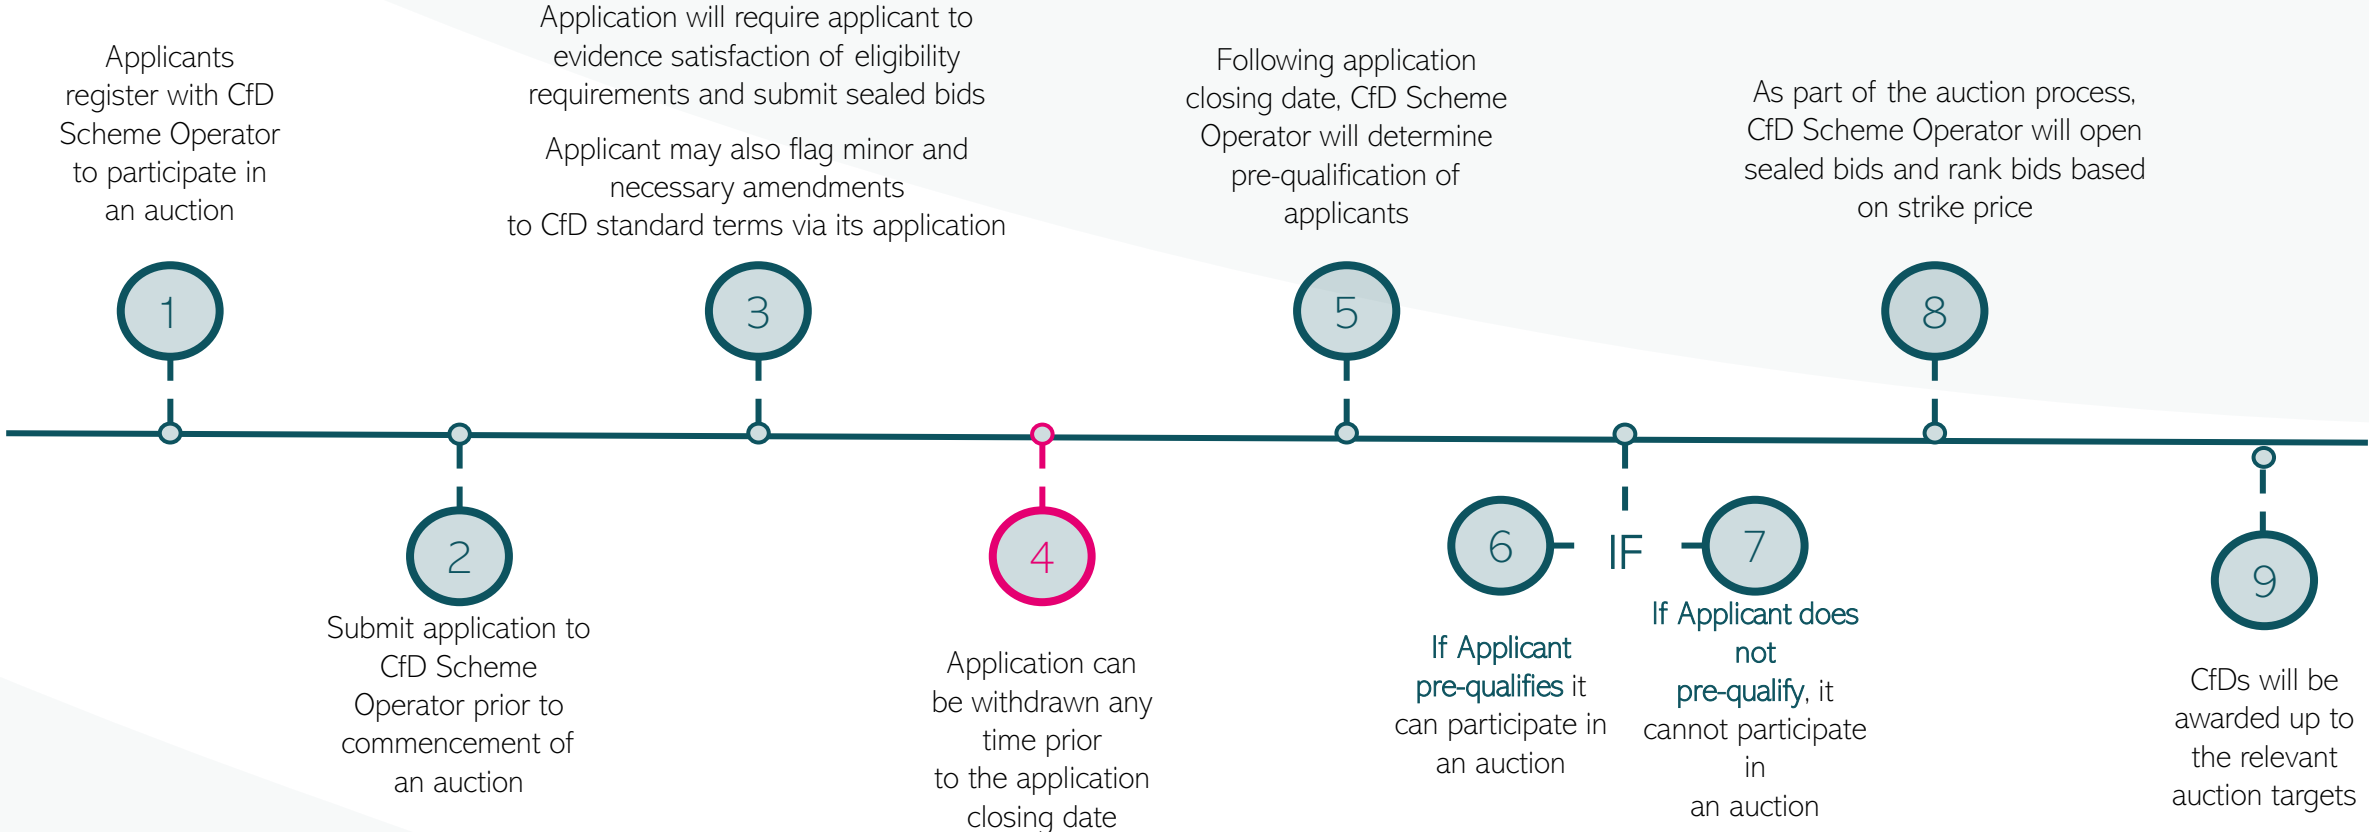 Applicants
register with CfD
Scheme Operator
to participate in
an auction
1
2
Submit application to
CfD Scheme
Operator prior to
commencement of
an auction
Application will require applicant to
evidence satisfaction of eligibility
requirements and submit sealed bids
Applicant may also flag minor and
necessary amendments
to CfD standard terms via its application
3
4
Application can
be withdrawn any
time prior
to the application
closing date
Following application
closing date, CfD Scheme
Operator will determine
pre-qualification of
applicants
5
6
If Applicant
pre-qualifies it
can participate in
an auction
IF
7
If Applicant does
not
pre-qualify, it
cannot participate
in
an auction
As part of the auction process,
CfD Scheme Operator will open
sealed bids and rank bids based
on strike price
8
9
CfDs will be
awarded up to
the relevant
auction targets